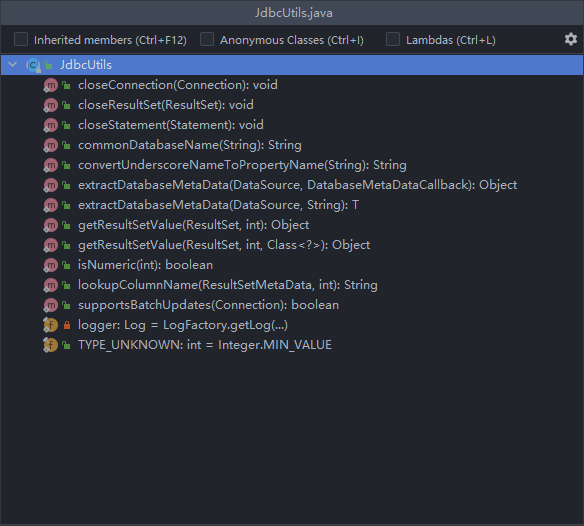 JdbcUtils.java
Inherited members (Ctrl+F12) Anonymous Classes (Ctrl+I) Lambdas (Ctrl+L)
JdbcUtils
closeConnection(Connection): void
closeResultSet(ResultSet): void
closeStatement(Statement): void
commonDatabaseName(String): String
convertUnderscoreNameToPropertyName(String): String
extractDatabaseMetaData(DataSource, DatabaseMetaDataCallback): Object
extractDatabaseMetaData(DataSource, String): T
getResultSetValue(ResultSet, int): Object
getResultSetValue(ResultSet, int, Class<?>): Object
isNumeric(int): boolean
lookupColumnName(ResultSetMetaData, int): String
supportsBatchUpdates(Connection): boolean
logger: Log = LogFactory.getLog(...)
TYPE_UNKNOWN: int = Integer.MIN_VALUE